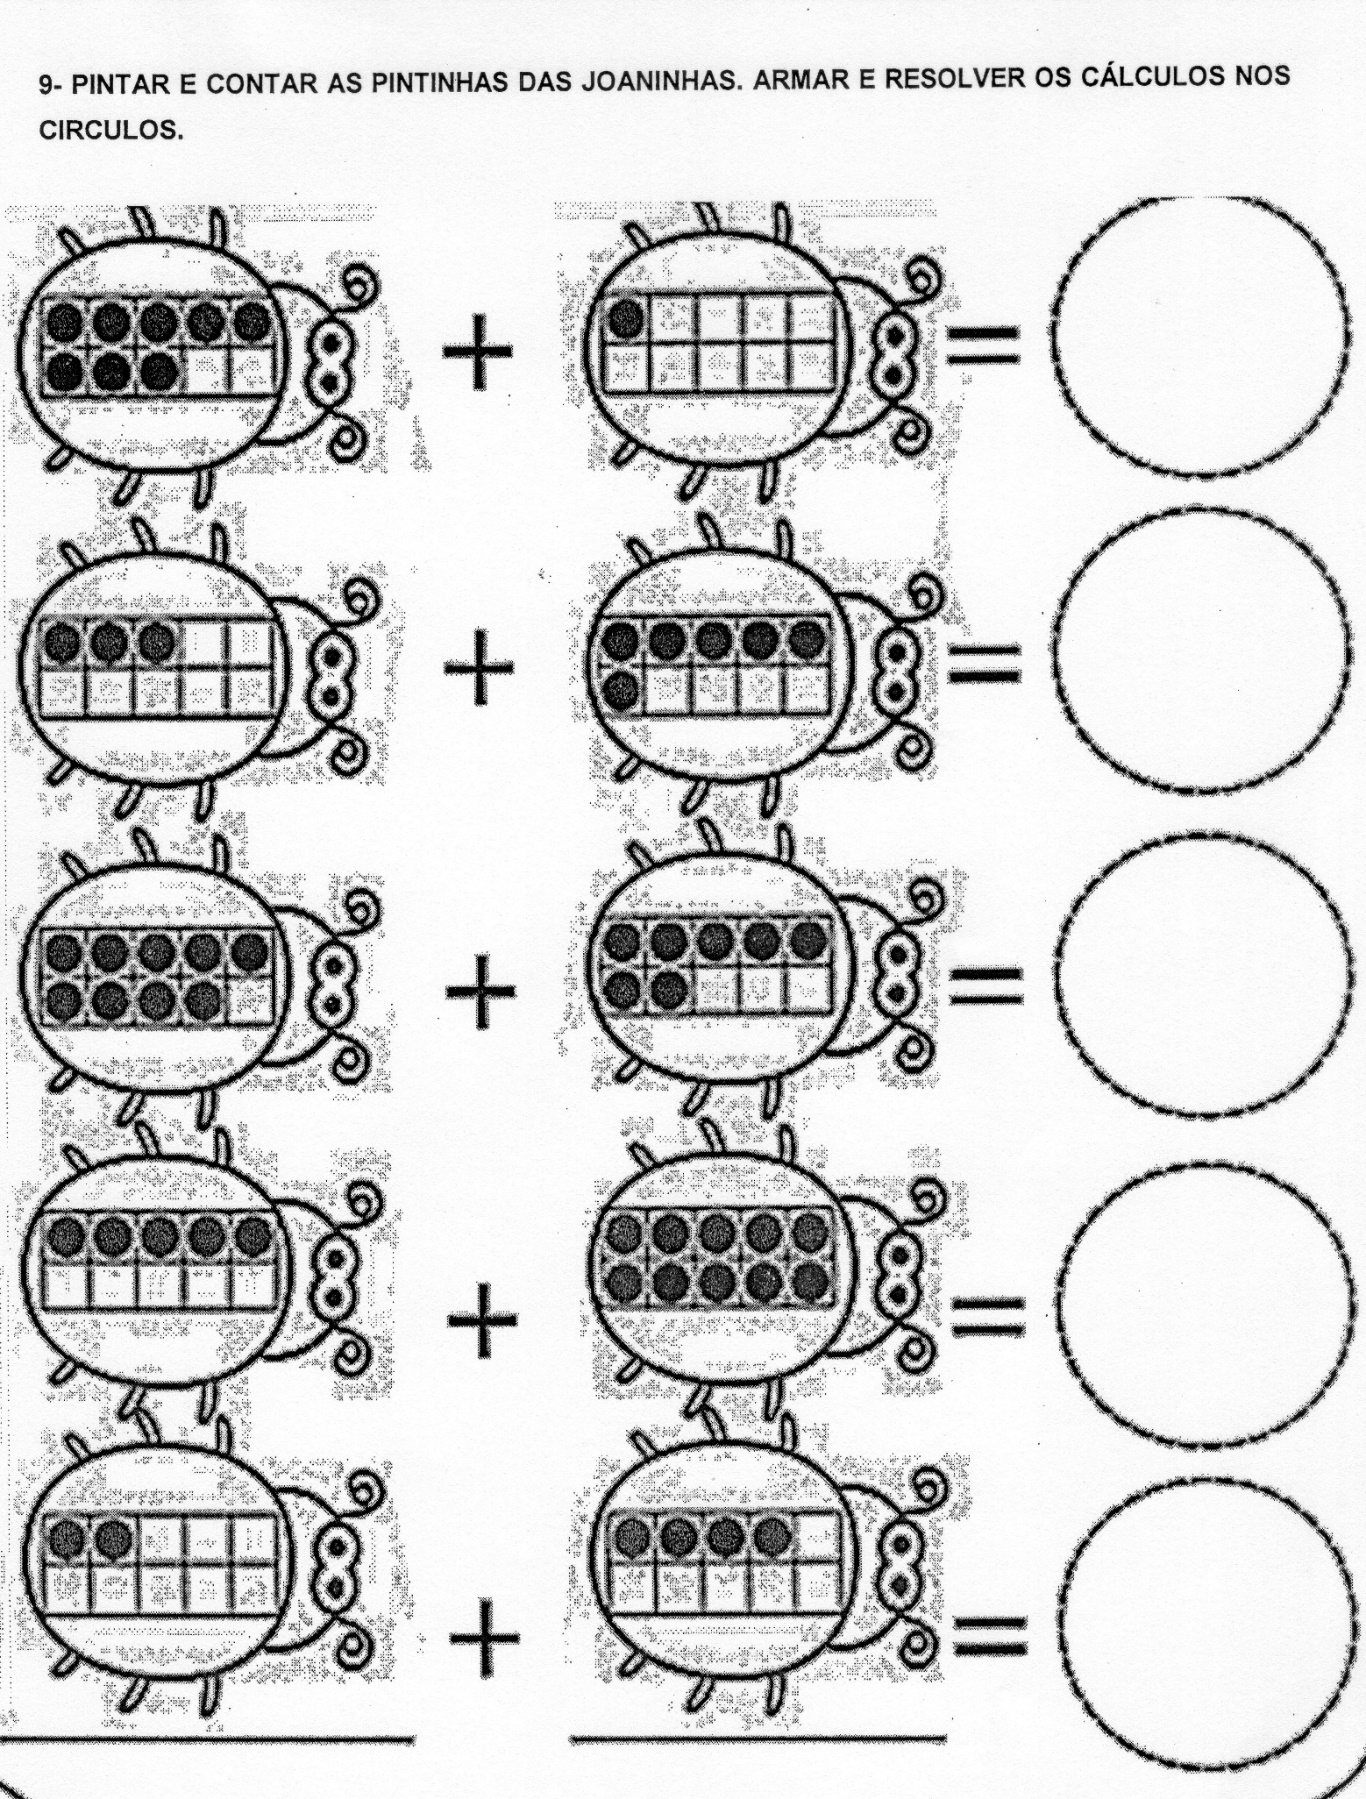 9- PINTAR E CONTAR AS PINTINHAS DAS JOANINHAS. ARMAR E RESOLVER OS CÁLCULOS NOS
CIRCULOS.
+ =
+ =
+ =
+ =
+ =